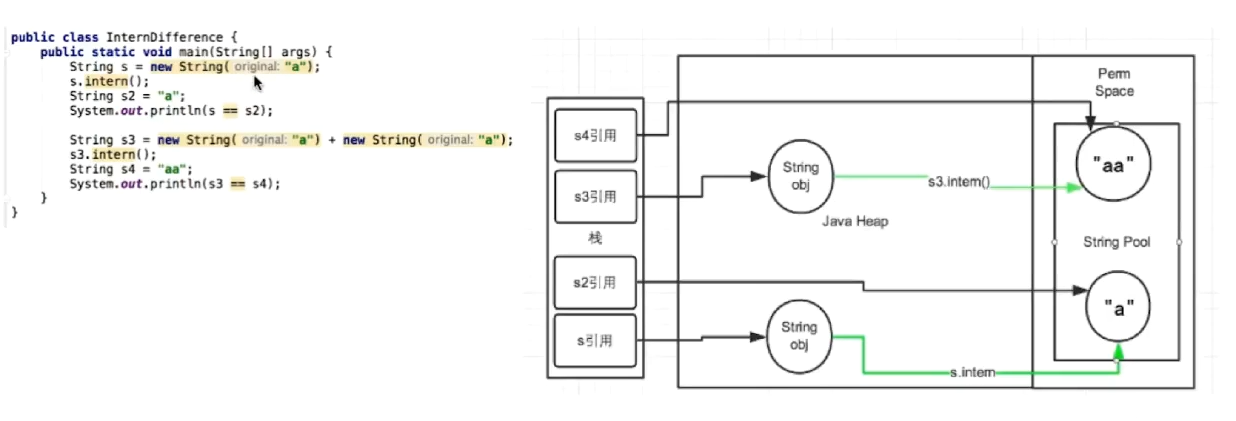 public class InternDifference {
public static void main(String[] args) {
String s = new String( original: "a");
s.intern();
String s2 = "a";
System.out.println(s == s2);
String s3 = new String( original: "a") + new String( original: "a");
s3.intern();
String s4 = "aa";
System.out.println(s3 == s4);
}
}
s4引用
s3引用
栈
s2引用
s引用
String
obj
s3.intern()
Java Heap
String
obj
s.intern
Perm
Space
"aa"
String Pool
"a"